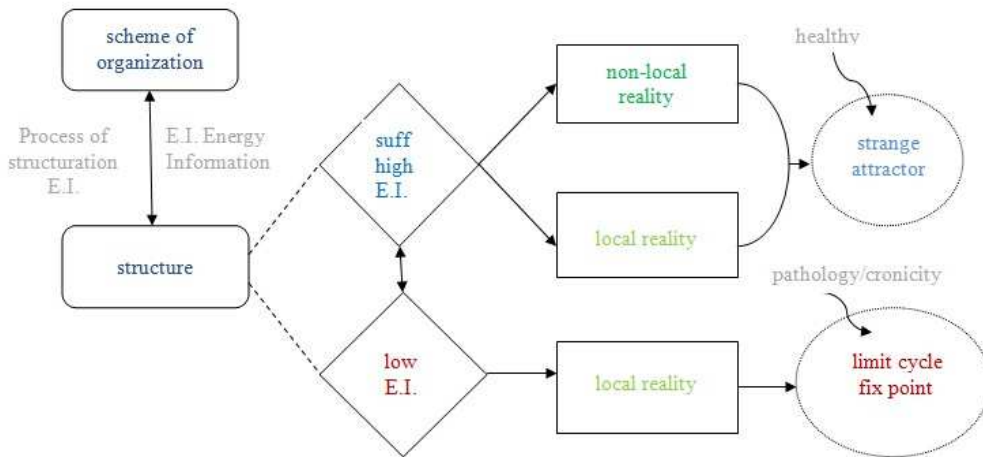 scheme of
organization
Process of
structuration
E.I.
E.I. Energy
Information
structure
suff
high
E.I.
low
E.I.
non-local
reality
local reality
local reality
healthy
strange
attractor
pathology/cronicity
limit cycle
fix point